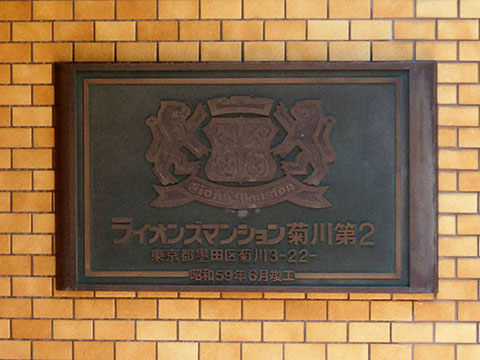 Lions Mansion
ライオンズマンション菊川第2
東京都墨田区菊川3-22-
昭和59年6月竣工